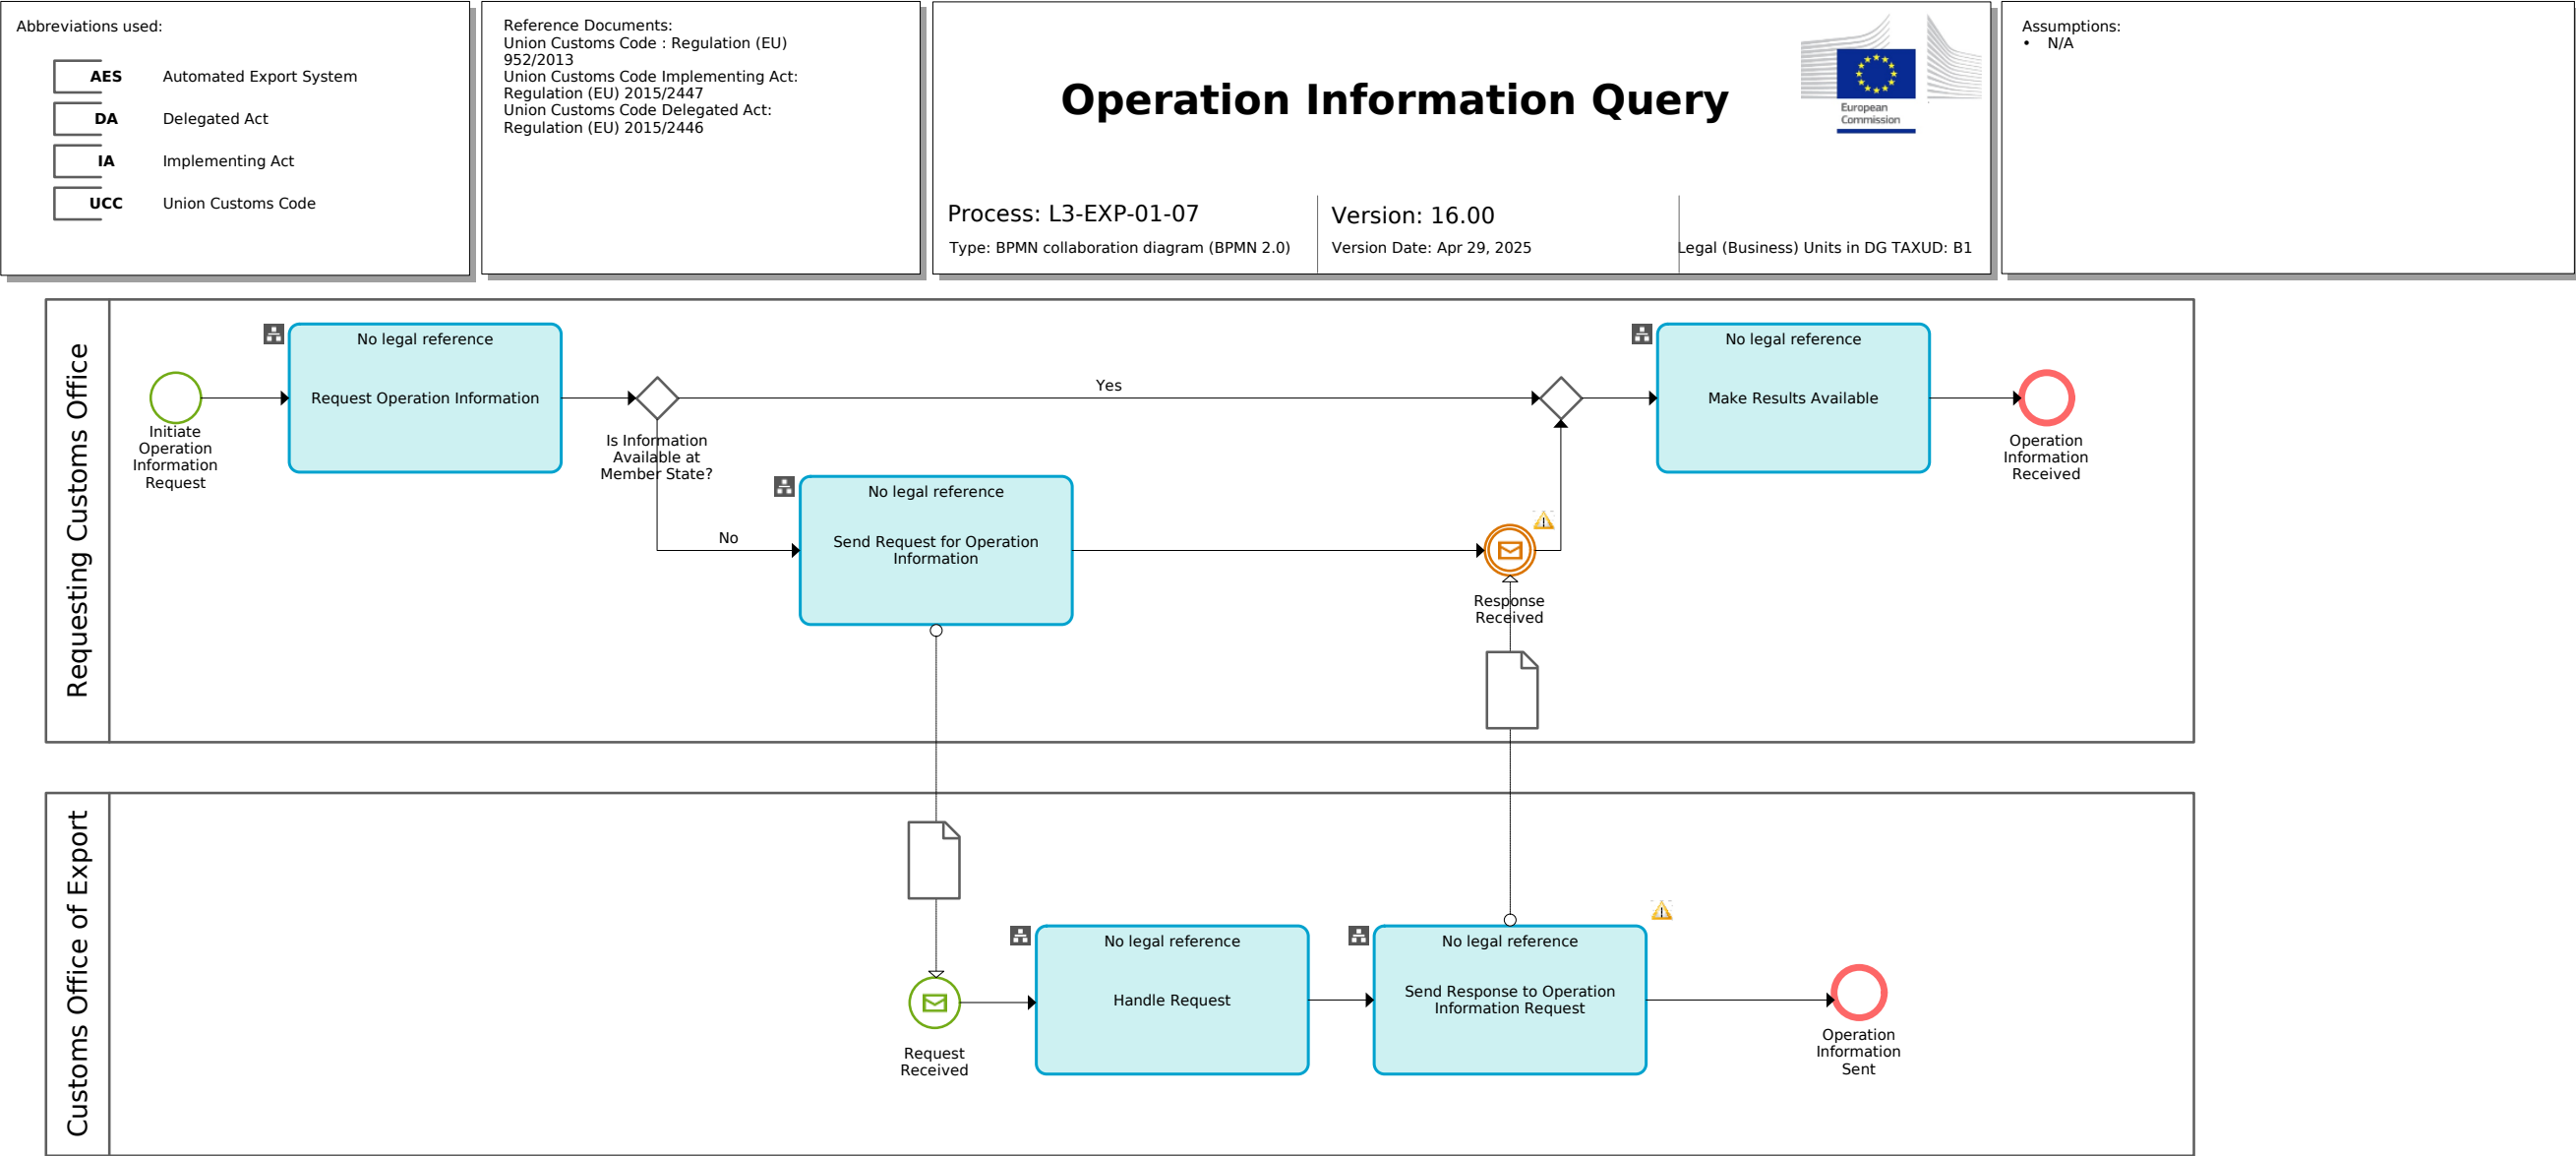 Abbreviations used:
AES Automated Export System
DA Delegated Act
IA Implementing Act
UCC Union Customs Code
Reference Documents:
Union Customs Code : Regulation (EU)
952/2013
Union Customs Code Implementing Act:
Regulation (EU) 2015/2447
Union Customs Code Delegated Act:
Regulation (EU) 2015/2446
Operation Information Query
European
Commission
Process: L3-EXP-01-07
Version: 16.00
Type: BPMN collaboration diagram (BPMN 2.0)
Version Date: Apr 29, 2025
Legal (Business) Units in DG TAXUD: B1
Assumptions:
• N/A
Requesting Customs Office
Initiate
Operation
Information
Request
No legal reference
Request Operation Information
Is Information
Available at
Member State?
Yes
No
No legal reference
Send Request for Operation
Information
Response
Received
No legal reference
Make Results Available
Operation
Information
Received
Customs Office of Export
Request
Received
No legal reference
Handle Request
No legal reference
Send Response to Operation
Information Request
Operation
Information
Sent